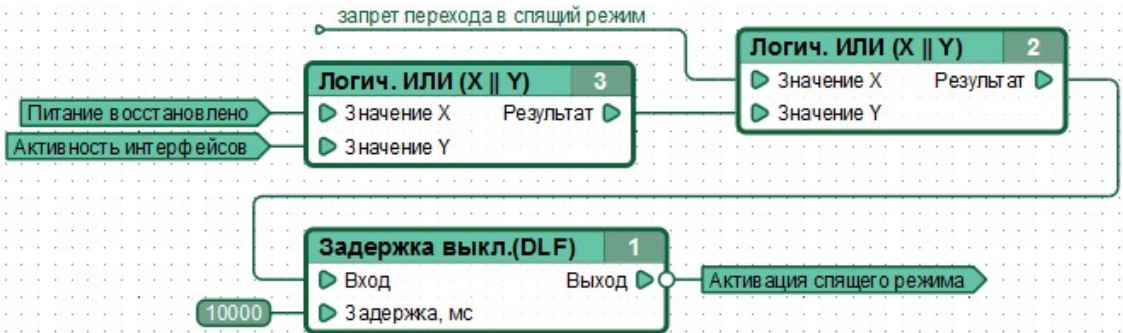 запрет перехода в спящий режим
Логич. ИЛИ (X || Y) 2
Значение X Результат
Значение Y
Логич. ИЛИ (X || Y) 3
Значение X Результат
Значение Y
Питание восстановлено
Активность интерфейсов
Задержка выкл.(DLF) 1
Вход Выход
Задержка, мс
10000
Активация спящего режима